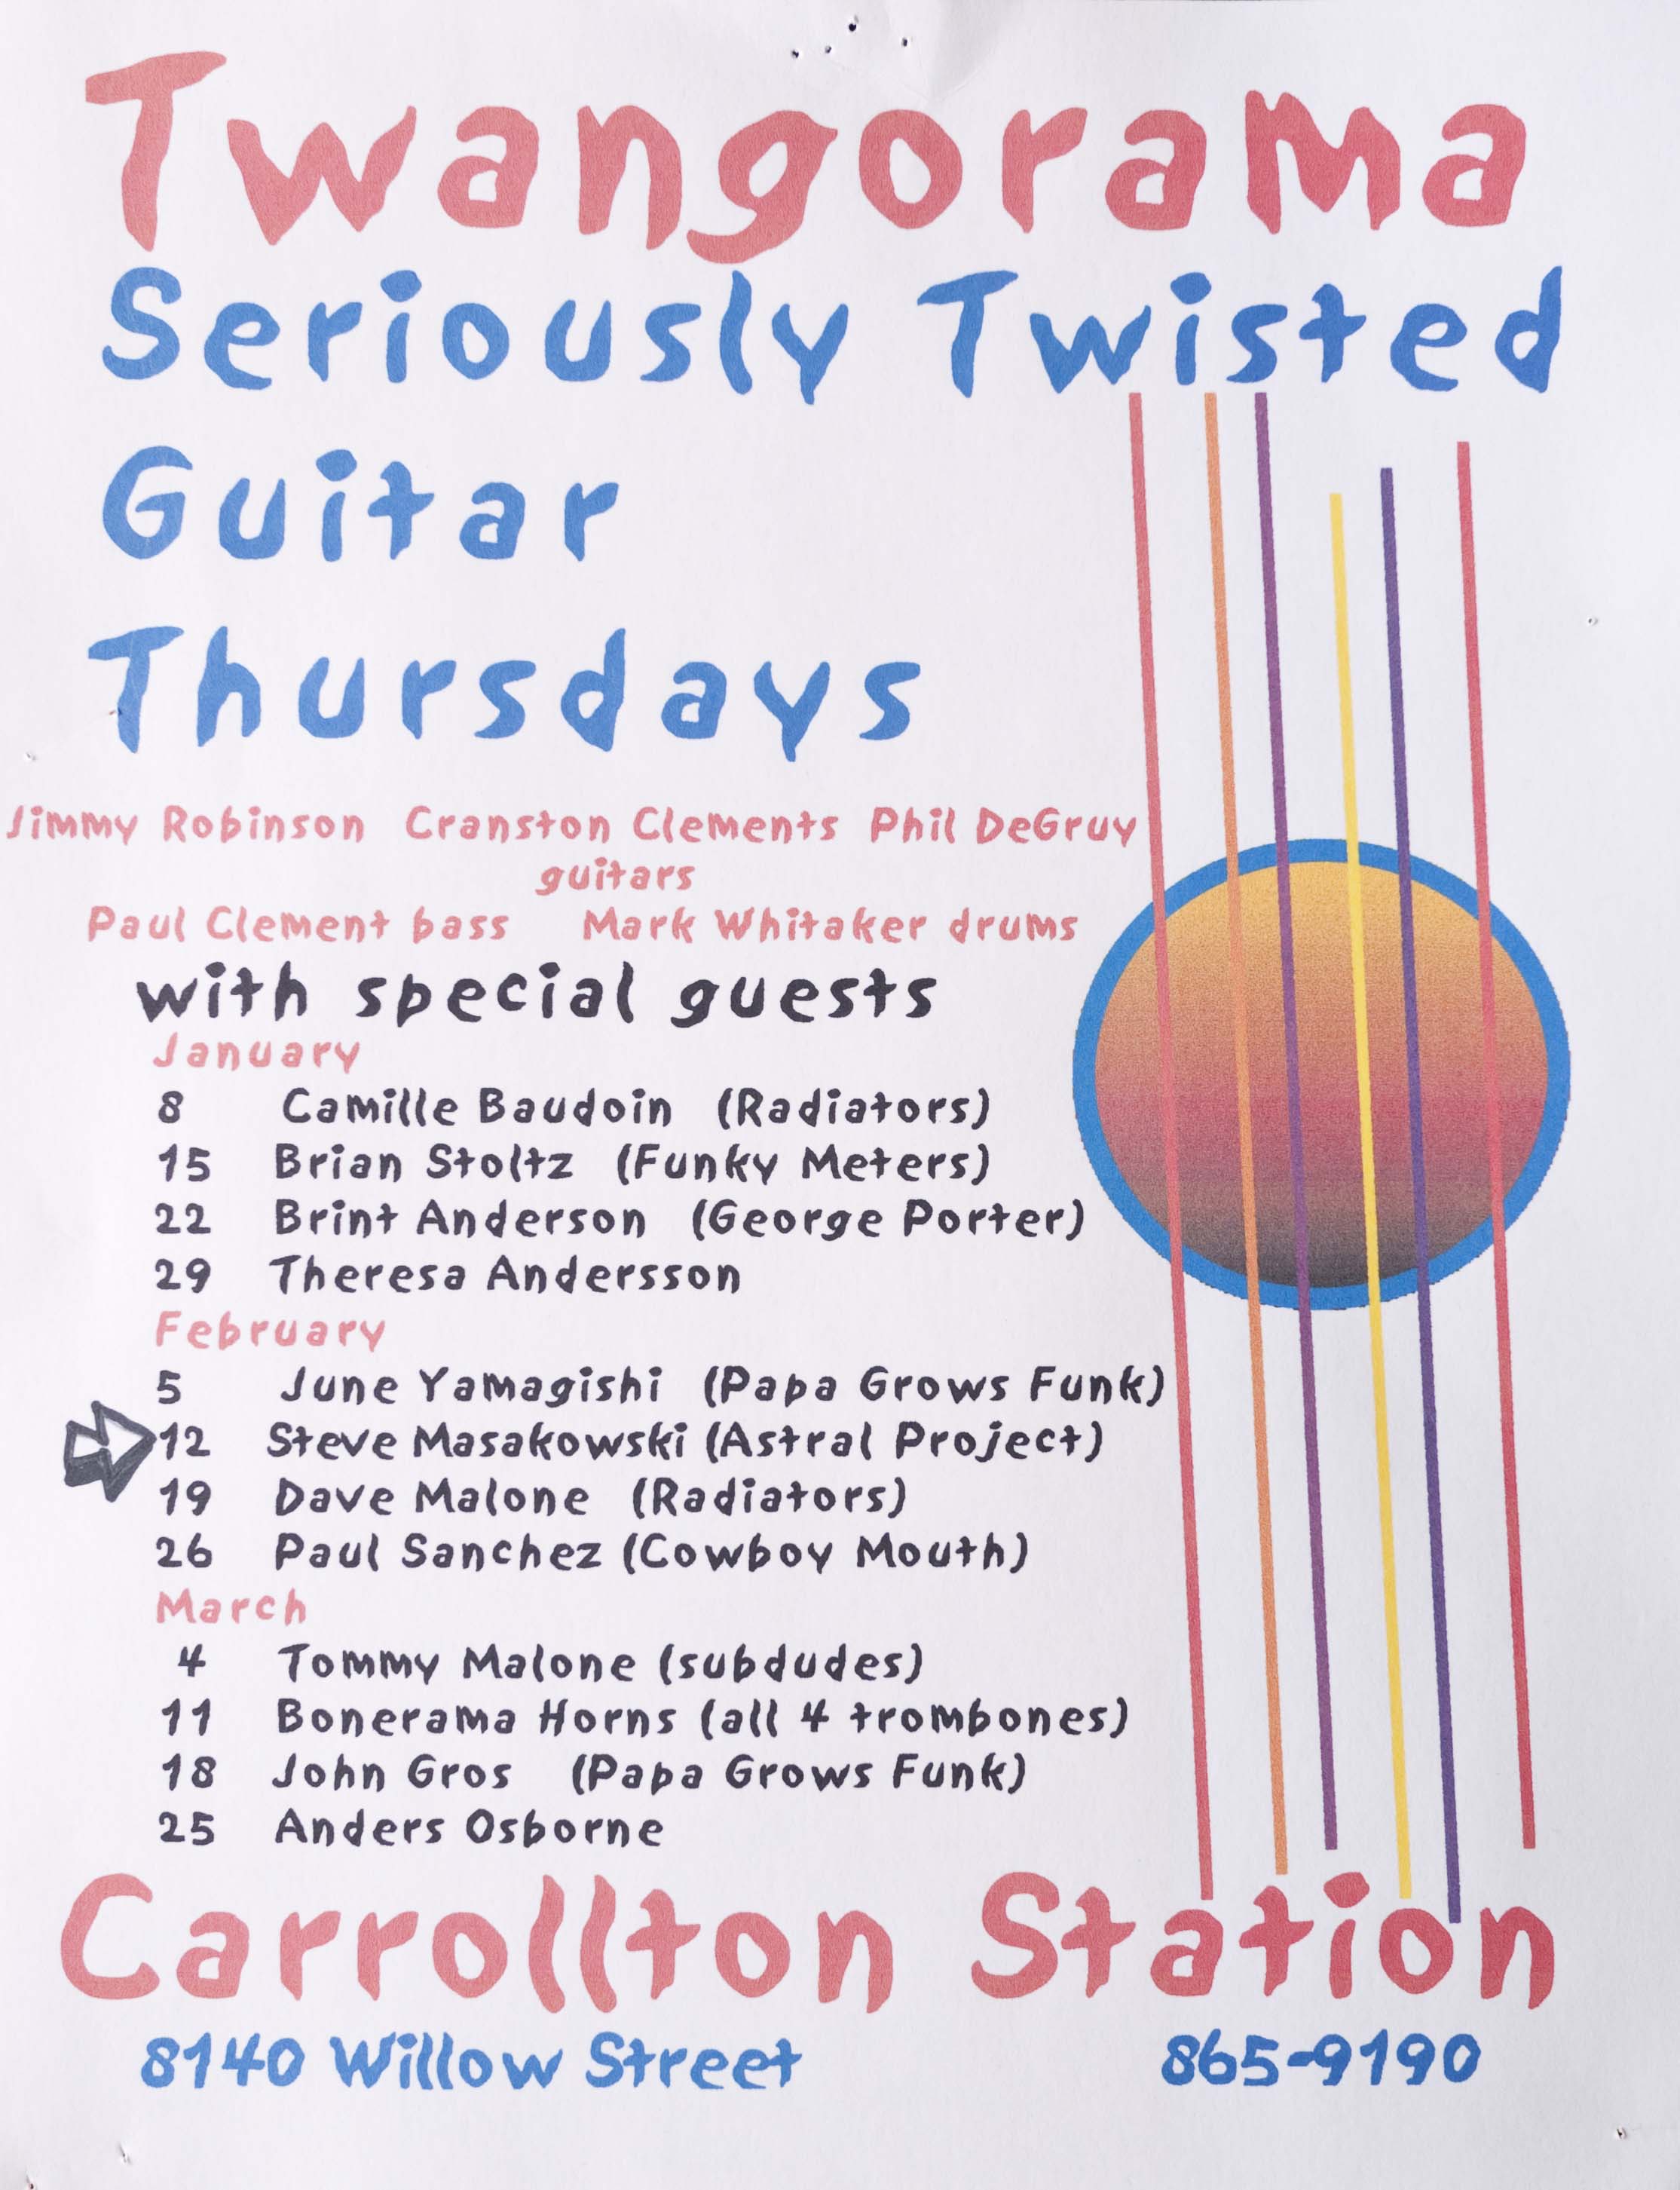 Twangorama
Seriously Twisted
Guitar
Thursdays
Jimmy Robinson Cranston Clements Phil DeGruy
guitars
Paul Clement bass Mark Whitaker drums
with special guests
January
8 Camille Baudoin (Radiators)
15 Brian Stoltz (Funky Meters)
22 Brint Anderson (George Porter)
29 Theresa Andersson
February
5 June Yamagishi (Papa Grows Funk)
12 Steve Masakowski (Astral Project)
19 Dave Malone (Radiators)
26 Paul Sanchez (Cowboy Mouth)
March
4 Tommy Malone (subdudes)
11 Bonerama Horns (all 4 trombones)
18 John Gros (Papa Grows Funk)
25 Anders Osborne
Carrollton Station
8140 Willow Street 865-9190